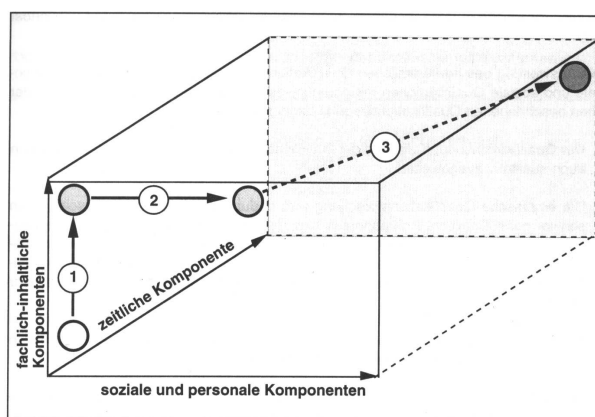 3
2
1
fachlich-inhaltliche
Komponenten
zeitliche Komponente
soziale und personale Komponenten